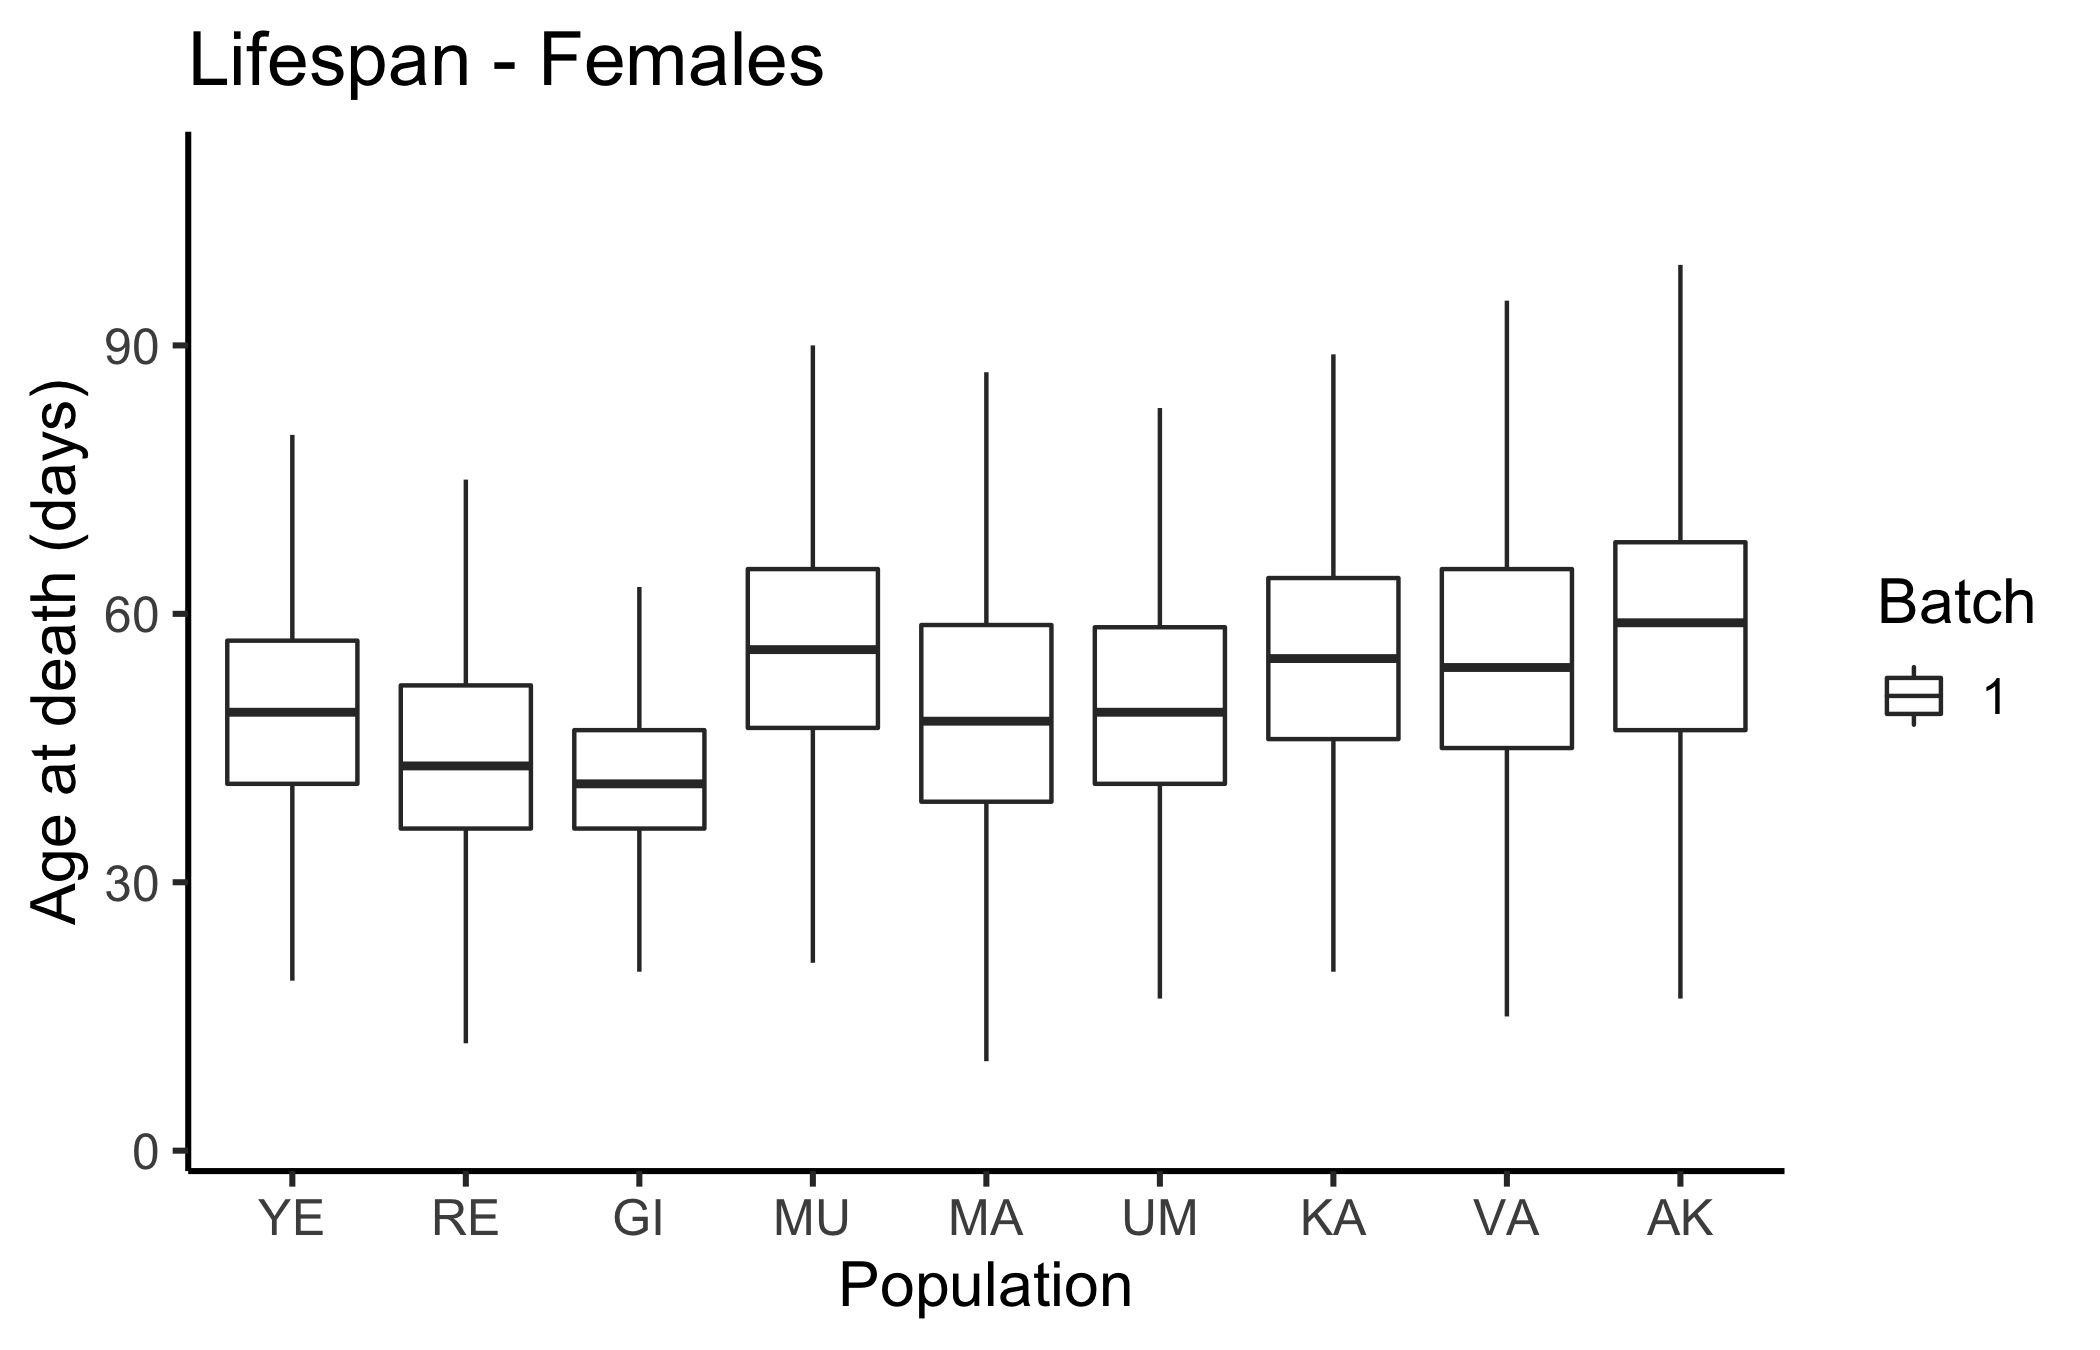 Lifespan - Females
Age at death (days)
90
60
30
0
YE RE GI MU MA UM KA VA AK
Population
Batch
1